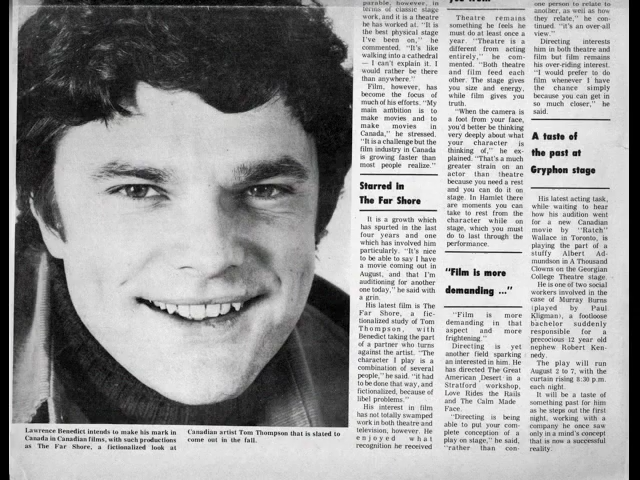 parable, however, in
terms of classic stage
work, and it is a theatre
he has worked at. "It is
the best physical stage
I've been on," he
commented. "It's like
walking into a cathedral
— I can't explain it. I
would rather be there
than anywhere."
Film, however, has
become the focus of
much of his efforts. "My
main ambition is to
make movies and to
make movies in
Canada," he stressed.
"It is a challenge but the
film industry in Canada
is growing faster than
most people realize."
Starred in
The Far Shore
It is a growth which
has spurted in the last
four years and one
which has involved him
particularly. "It's nice
to be able to say I have
a movie coming out in
August, and that I'm
auditioning for another
one today," he said with
a grin.
His latest film is The
Far Shore, a fic-
tionalized study of Tom
Thompson, with
Benedict taking the part
of a partner who turns
against the artist. "The
character I play is a
combination of several
people," he said. "it had
to be done that way, and
fictionalized, because of
libel problems."
His interest in film
has not totally swamped
work in both theatre and
television, however. He
enjoyed what
recognition he received
Theatre remains
something he feels he
must do at least once a
year. "Theatre is
different from acting
entirely," he com-
mented. "Both theatre
and film feed each
other. The stage gives
you size and energy,
while film gives you
truth.
"When the camera is
a foot from your face,
you'd better be thinking
very deeply about what
your character is
thinking of," he ex-
plained. "That's a much
greater strain on an
actor than theatre
because you need a rest
and you can do it on
stage. In Hamlet there
are moments you can
take to rest from the
character while on
stage, which you must
do to last through the
performance.
"Film is more
demanding ..."
"Film is more
demanding in that
aspect and more
frightening."
Directing is yet
another field sparking
an interested in him. He
has directed The Great
American Desert in a
Stratford workshop,
Love Rides the Rails
and The Calm Made
Face.
"Directing is being
able to put your com-
plete conception of a
play on stage," he said,
"rather than con-
one person to relate to
another, as well as how
they relate," he con-
tinued. "it's an over-all
view."
Directing interests
him in both theatre and
film but film remains
his over-riding interest.
"I would prefer to do
film whenever I have
the chance simply
because you can get in
so much closer," he
said.
A taste of
the past at
Gryphon stage
His latest acting task,
while waiting to hear
how his audition went
for a new Canadian
movie by "Ratch"
Wallace in Toronto, is
playing the part of a
stuffy Albert Ad-
mundson in A Thousand
Clowns on the Georgian
College Theatre stage.
He is one of two social
workers involved in the
case of Murray Burns
(played by Paul
Kligman), a footloose
bachelor suddenly
responsible for a
precocious 12 year old
nephew Robert Ken-
nedy.
The play will run
August 2 to 7, with the
curtain rising 8:30 p.m.
each night.
It will be a taste of
something past for him
as he steps out the first
night, working with a
company he once saw
only in a mind's concept
that is now a successful
reality.
Lawrence Benedict intends to make his mark in
Canada in Canadian films, with such productions
as The Far Shore, a fictionalized look at
Canadian artist Tom Thompson that is slated to
come out in the fall.